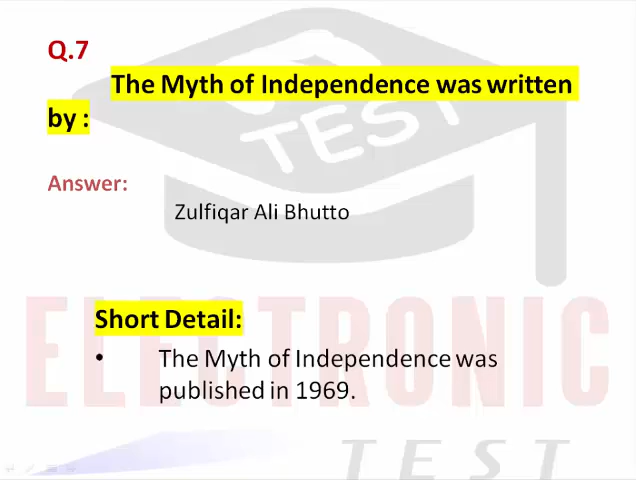 Q.7
The Myth of Independence was written
by :
TEST
Answer:
Zulfiqar Ali Bhutto
ELECTRONIC
Short Detail:
• The Myth of Independence was
published in 1969.
TEST